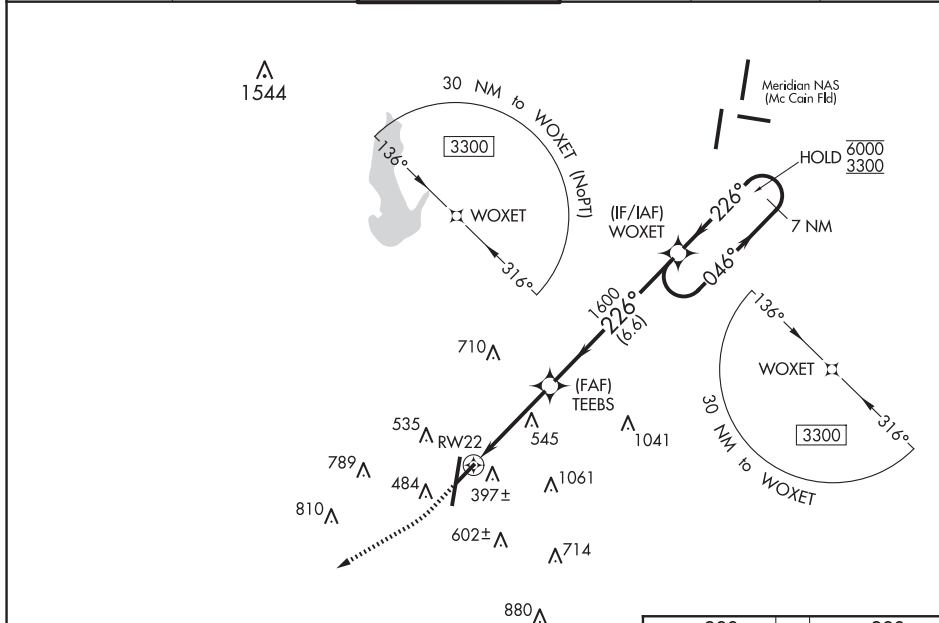 1544
30 NM to WOXET (NoPT)
3300
136°
WOXET
316°
Meridian NAS
(Mc Cain Fld)
HOLD 6000
3300
226°
7 NM
(IF/IAF)
WOXET
046°
1600
226°
(6.6)
136°
WOXET
316°
3300
30 NM to WOXET
710
(FAF)
TEEBS
535
545
1041
RW22
789
484
397±
1061
810
602±
714
880